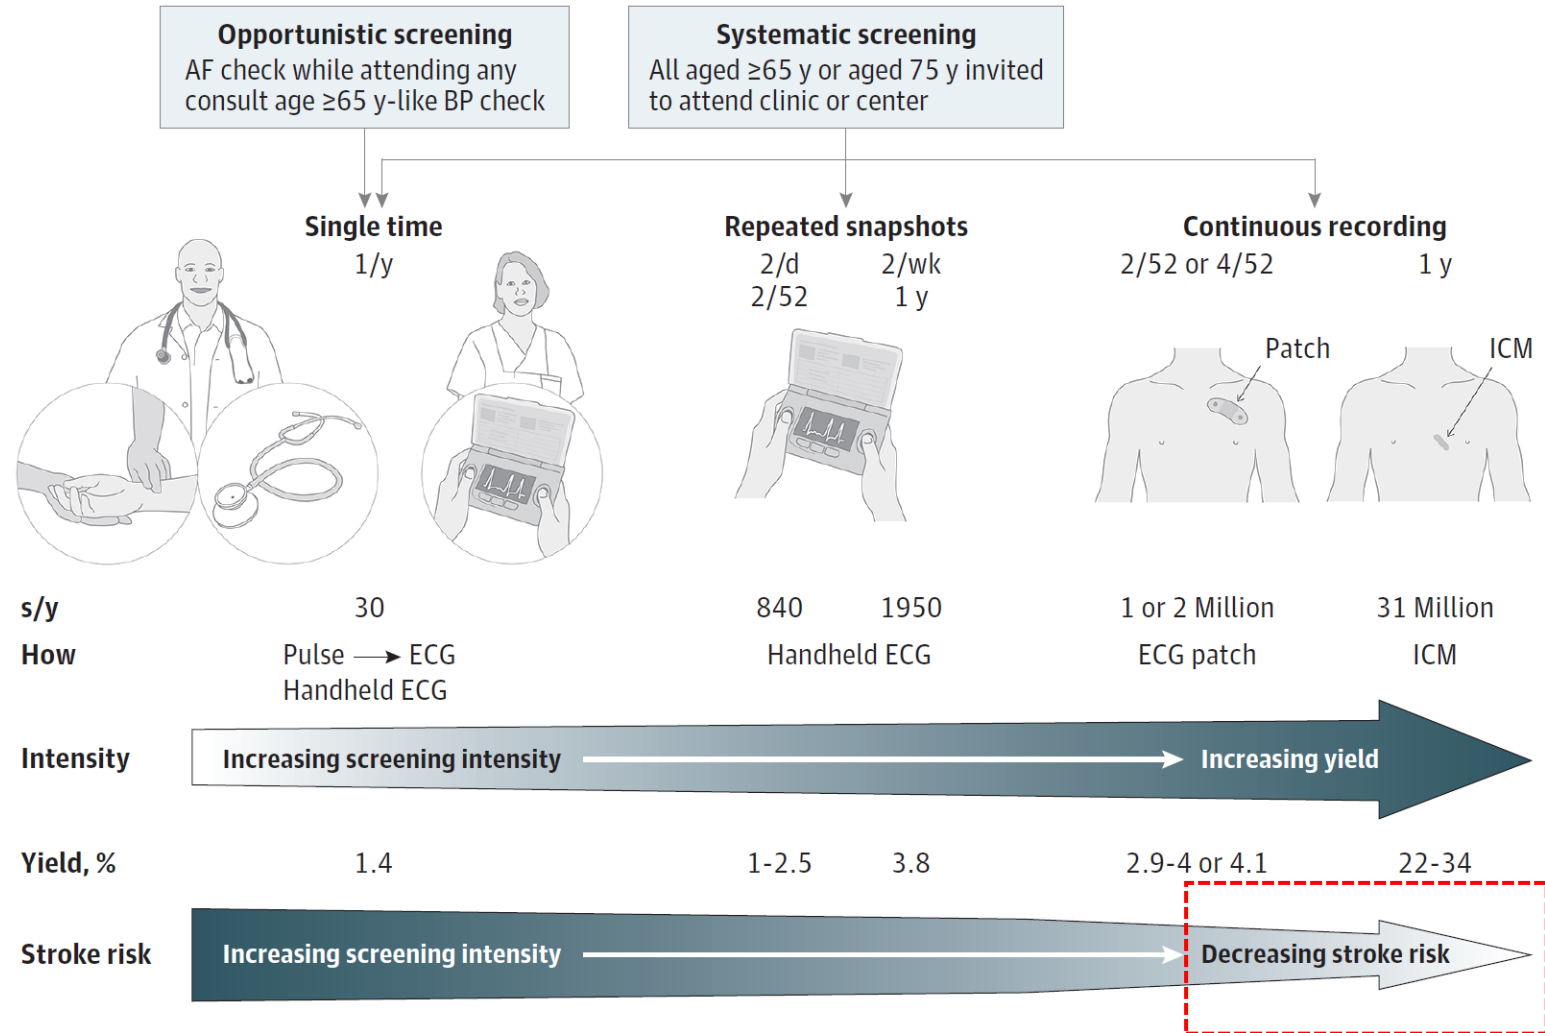 Opportunistic screening
AF check while attending any
consult age ≥65 y-like BP check
Systematic screening
All aged ≥65 y or aged 75 y invited
to attend clinic or center
Single time
1/y
Repeated snapshots
2/d 2/wk
2/52 1 y
Continuous recording
2/52 or 4/52 1 y
Patch
ICM
s/y 30 840 1950 1 or 2 Million 31 Million
How Pulse → ECG Handheld ECG ECG patch ICM
Handheld ECG
Intensity Increasing screening intensity Increasing yield
Yield, % 1.4 1-2.5 3.8 2.9-4 or 4.1 22-34
Stroke risk Increasing screening intensity Decreasing stroke risk